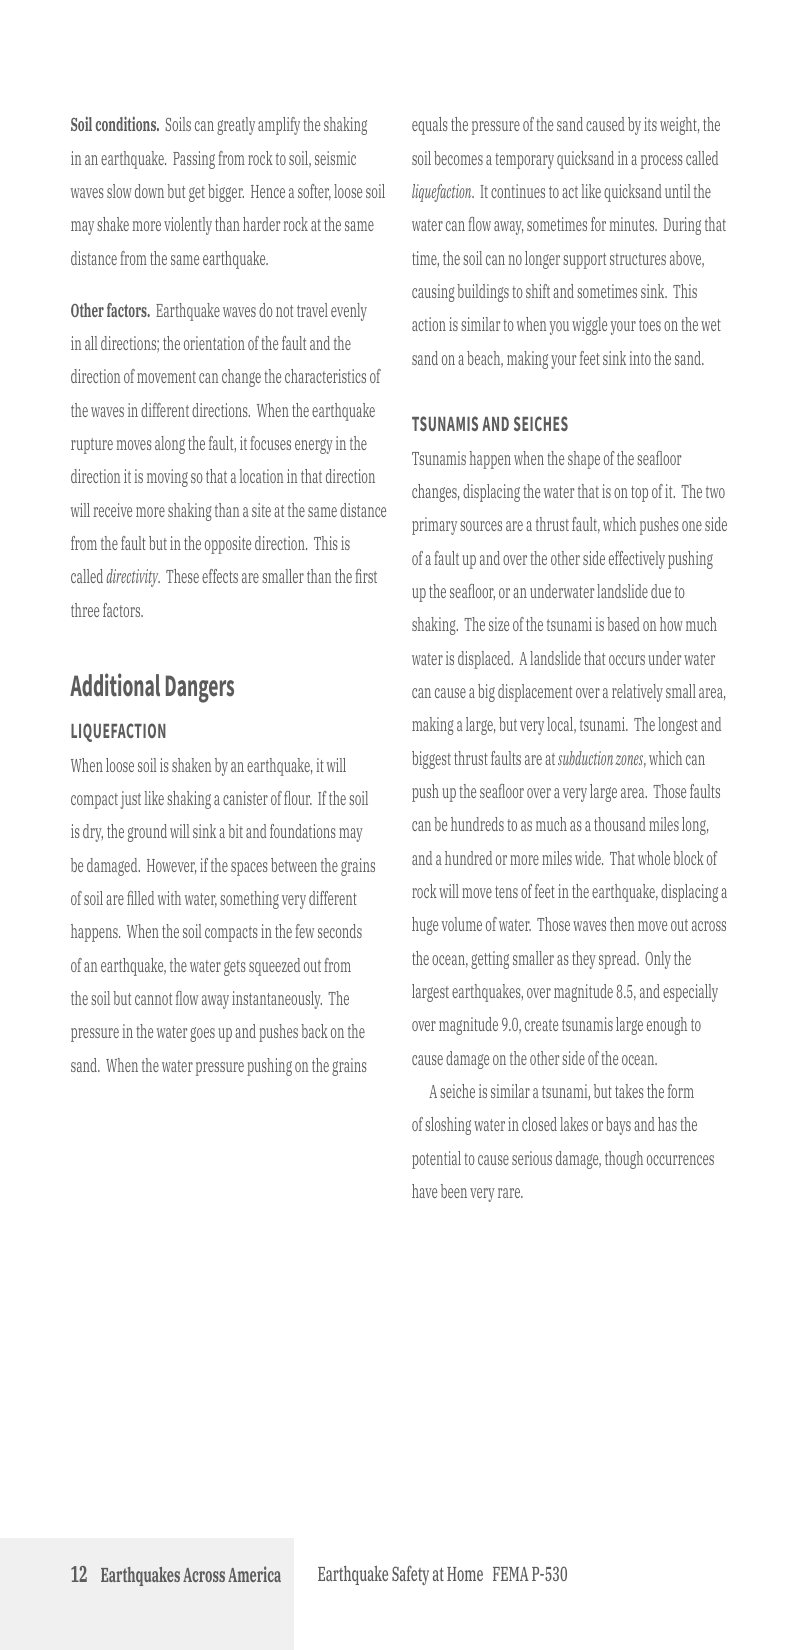 Soil conditions. Soils can greatly amplify the shaking
in an earthquake. Passing from rock to soil, seismic
waves slow down but get bigger. Hence a softer, loose soil
may shake more violently than harder rock at the same
distance from the same earthquake.
Other factors. Earthquake waves do not travel evenly
in all directions; the orientation of the fault and the
direction of movement can change the characteristics of
the waves in different directions. When the earthquake
rupture moves along the fault, it focuses energy in the
direction it is moving so that a location in that direction
will receive more shaking than a site at the same distance
from the fault but in the opposite direction. This is
called directivity. These effects are smaller than the first
three factors.
Additional Dangers
LIQUEFACTION
When loose soil is shaken by an earthquake, it will
compact just like shaking a canister of flour. If the soil
is dry, the ground will sink a bit and foundations may
be damaged. However, if the spaces between the grains
of soil are filled with water, something very different
happens. When the soil compacts in the few seconds
of an earthquake, the water gets squeezed out from
the soil but cannot flow away instantaneously. The
pressure in the water goes up and pushes back on the
sand. When the water pressure pushing on the grains
equals the pressure of the sand caused by its weight, the
soil becomes a temporary quicksand in a process called
liquefaction. It continues to act like quicksand until the
water can flow away, sometimes for minutes. During that
time, the soil can no longer support structures above,
causing buildings to shift and sometimes sink. This
action is similar to when you wiggle your toes on the wet
sand on a beach, making your feet sink into the sand.
TSUNAMIS AND SEICHES
Tsunamis happen when the shape of the seafloor
changes, displacing the water that is on top of it. The two
primary sources are a thrust fault, which pushes one side
of a fault up and over the other side effectively pushing
up the seafloor, or an underwater landslide due to
shaking. The size of the tsunami is based on how much
water is displaced. A landslide that occurs under water
can cause a big displacement over a relatively small area,
making a large, but very local, tsunami. The longest and
biggest thrust faults are at subduction zones, which can
push up the seafloor over a very large area. Those faults
can be hundreds to as much as a thousand miles long,
and a hundred or more miles wide. That whole block of
rock will move tens of feet in the earthquake, displacing a
huge volume of water. Those waves then move out across
the ocean, getting smaller as they spread. Only the
largest earthquakes, over magnitude 8.5, and especially
over magnitude 9.0, create tsunamis large enough to
cause damage on the other side of the ocean.
A seiche is similar a tsunami, but takes the form
of sloshing water in closed lakes or bays and has the
potential to cause serious damage, though occurrences
have been very rare.
12 Earthquakes Across America Earthquake Safety at Home FEMA P-530